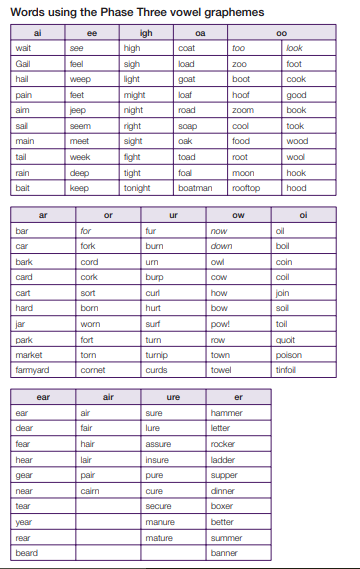 Words using the Phase Three vowel graphemes
ai ee igh oa oo
wait see high coat too look
Gail feel sigh load zoo foot
hail weep light goat boot cook
pain feet might loaf hoof good
aim jeep night road zoom book
sail seem right soap cool took
main meet sight oak food wood
tail week fight toad root wool
rain deep tight foal moon hook
bait keep tonight boatman rooftop hood
ar or ur ow oi
bar for fur now oil
car fork burn down boil
bark cord urn owl coin
card cork burp cow coil
cart sort curl how join
hard born hurt bow soil
jar worn surf pow! toil
park fort turn row quoit
market torn turnip town poison
farmyard cornet curds towel tinfoil
ear air ure er
ear air sure hammer
dear fair lure letter
fear hair assure rocker
hear lair insure ladder
gear pair pure supper
near cairn cure dinner
tear secure boxer
year manure better
rear mature summer
beard banner